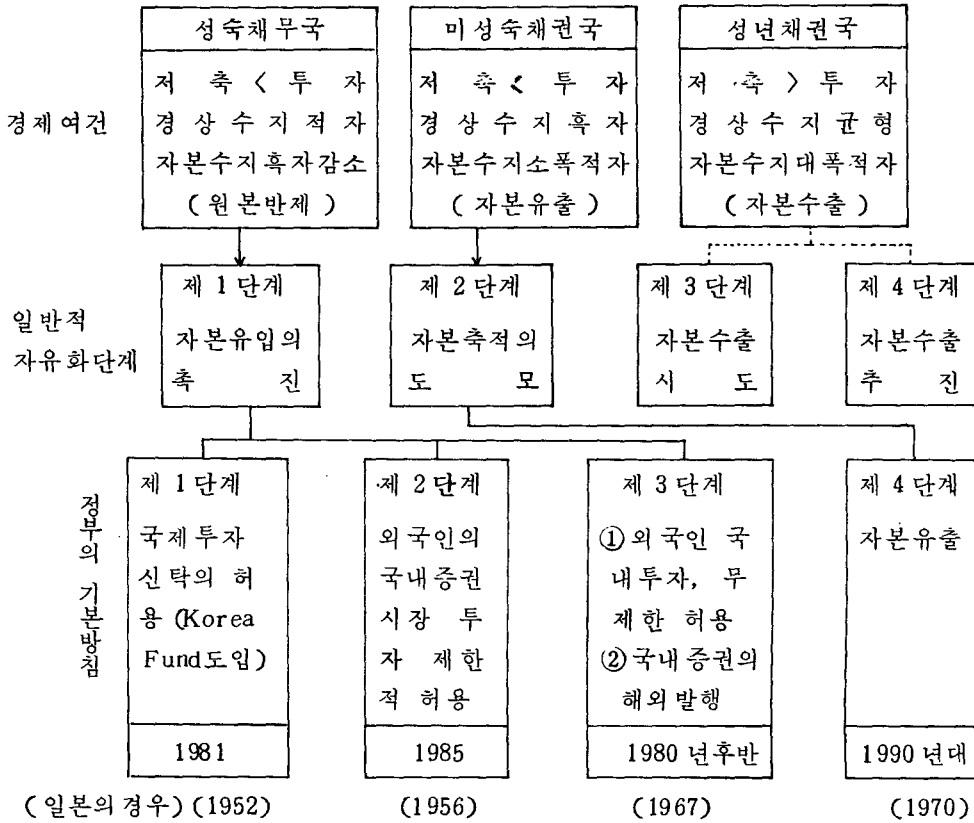 성숙채무국
저 축 < 투 자
경 상 수 지 적 자
자본수지흑자감소
(원본반제)
미성숙채권국
저 축 < 투 자
경 상 수 지 흑 자
자본수지소폭적자
(자본유출)
성년채권국
저 축 > 투 자
경 상 수 지 균 형
자본수지대폭적자
(자본수출)
경제여건
일반적
자유화단계
제 1 단계
자본유입의
촉 진
제 2 단계
자본축적의
도 모
제 3 단계
자본수출
시 도
제 4 단계
자본수출
추 진
정부의 기본방침
제 1 단계
국제투자
신탁의 허
용 (Korea
Fund도입)
1981
제 2 단계
외국인의
국내증권
시장 투
자 제한
적 허용
1985
제 3 단계
①외국인 국
내투자, 무
제한 허용
②국내증권의
해외발행
1980 년후반
제 4 단계
자본유출
1990 년대
(일본의 경우) (1952)
(1956)
(1967)
(1970)